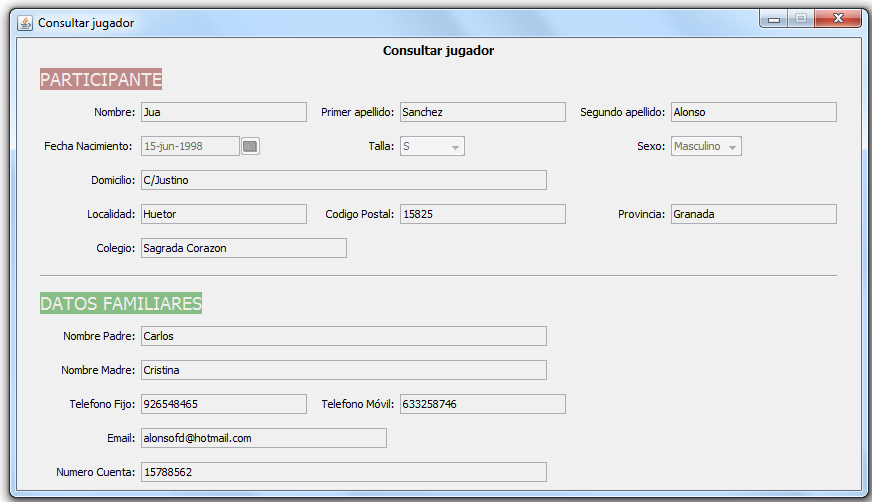 Consultar jugador
Consultar jugador
PARTICIPANTE
Nombre: Jua Primer apellido: Sanchez Segundo apellido: Alonso
Fecha Nacimiento: 15-jun-1998 Talla: S Sexo: Masculino
Domicilio: C/Justino
Localidad: Huetor Codigo Postal: 15825 Provincia: Granada
Colegio: Sagrada Corazon
DATOS FAMILIARES
Nombre Padre: Carlos
Nombre Madre: Cristina
Telefono Fijo: 926548465 Telefono Móvil: 633258746
Email: alonsofd@hotmail.com
Numero Cuenta: 15788562